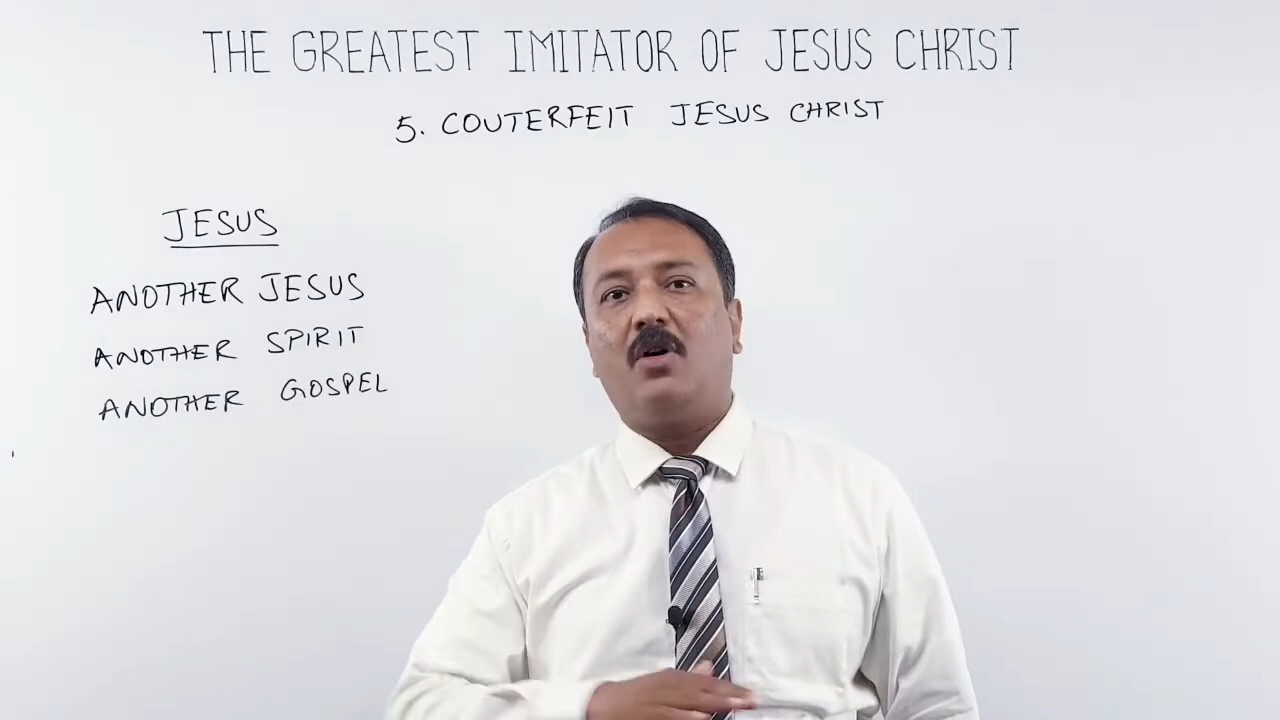 THE GREATEST IMITATOR OF JESUS CHRIST
5. COUTERFEIT JESUS CHRIST
JESUS
ANOTHER JESUS
ANOTHER SPIRIT
ANOTHER GOSPEL